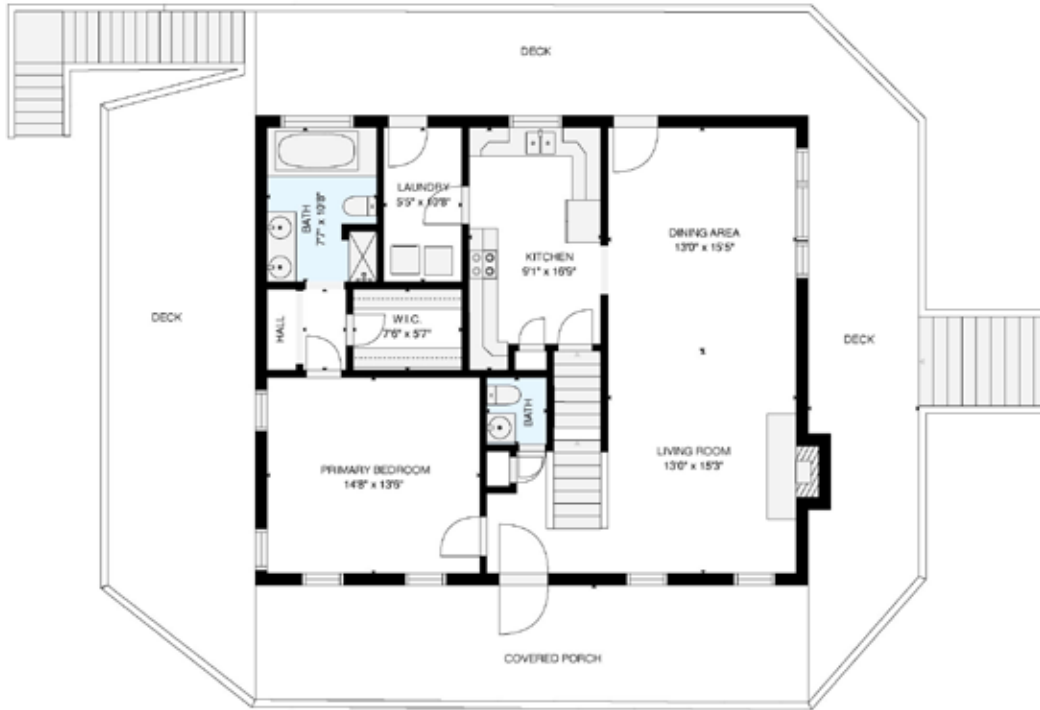 DECK
BATH
7'7" x 10'8"
LAUNDRY
5'5" x 10'8"
KITCHEN
9'1" x 16'9"
DINING AREA
13'0" x 15'5"
DECK
HALL
W.I.C.
7'6" x 5'7"
DECK
BATH
PRIMARY BEDROOM
14'8" x 13'6"
LIVING ROOM
13'0" x 15'3"
COVERED PORCH